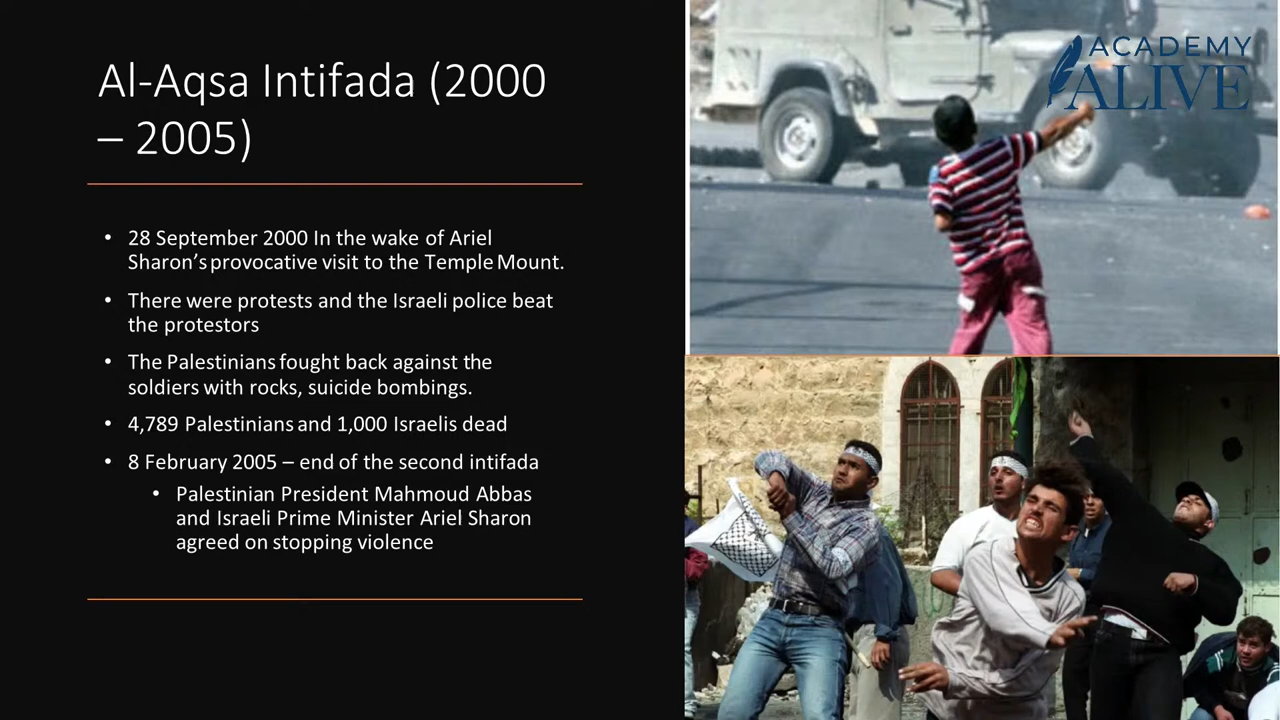 Al-Aqsa Intifada (2000
– 2005)
ACADEMY
ALIVE
• 28 September 2000 In the wake of Ariel
Sharon's provocative visit to the Temple Mount.
• There were protests and the Israeli police beat
the protestors
• The Palestinians fought back against the
soldiers with rocks, suicide bombings.
• 4,789 Palestinians and 1,000 Israelis dead
• 8 February 2005 – end of the second intifada
• Palestinian President Mahmoud Abbas
and Israeli Prime Minister Ariel Sharon
agreed on stopping violence